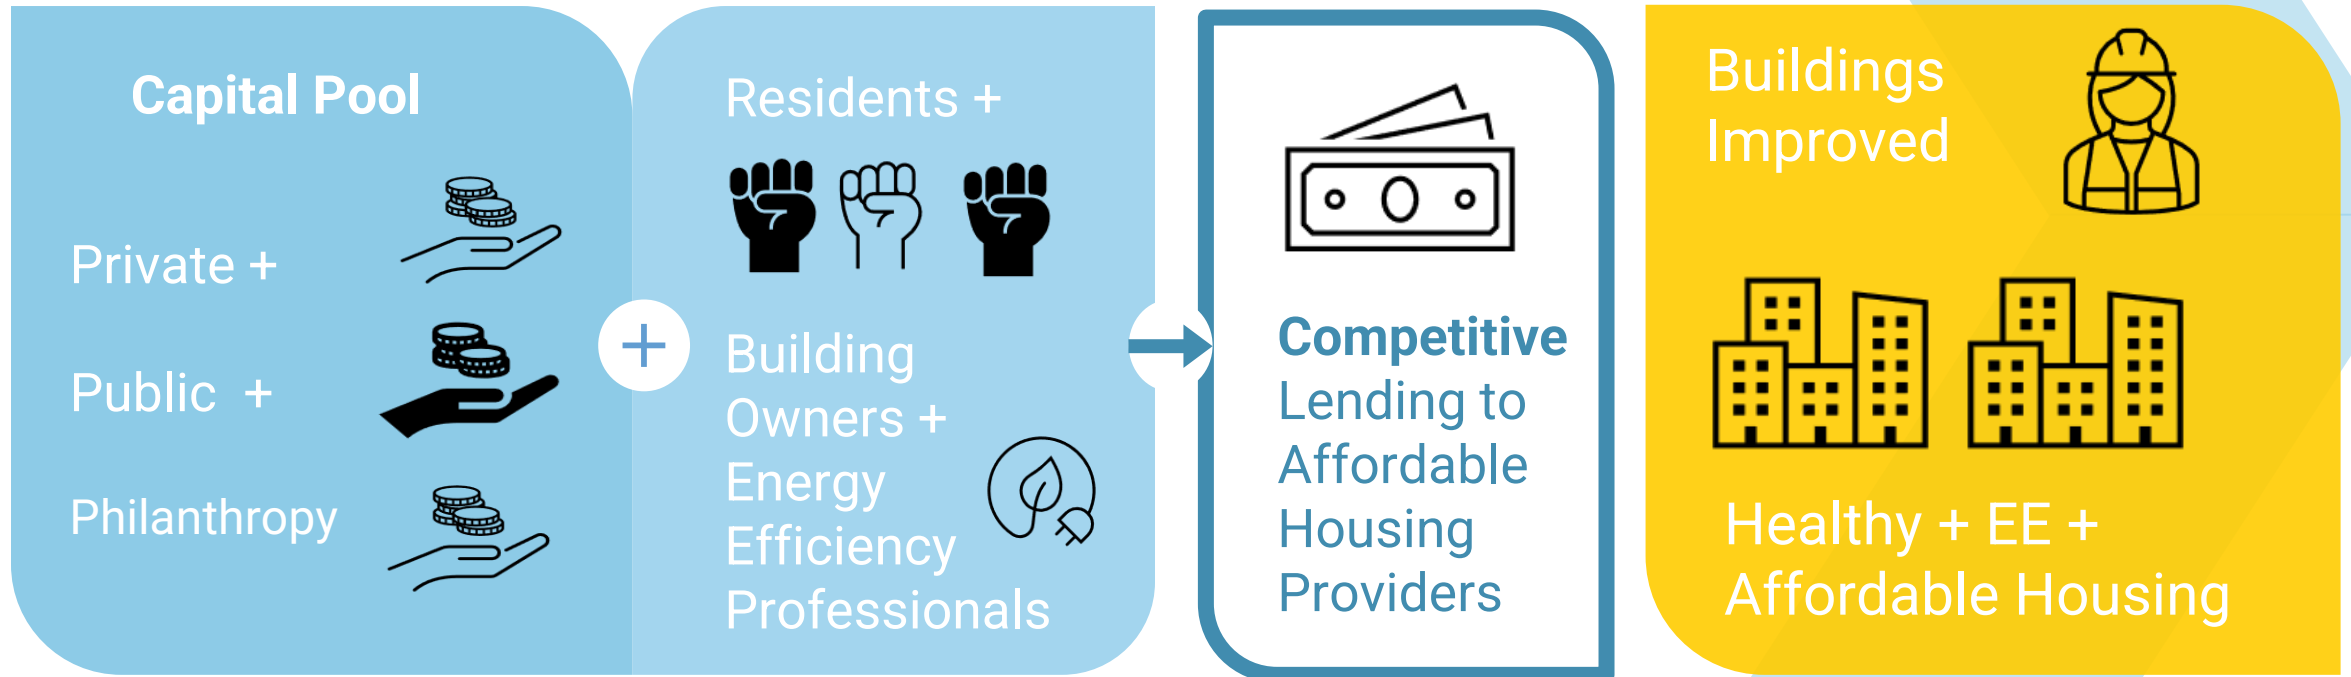 Capital Pool
Private +
Public +
Philanthropy
+
Residents +
Building
Owners +
Energy
Efficiency
Professionals
Competitive
Lending to
Affordable
Housing
Providers
Buildings
Improved
Healthy + EE +
Affordable Housing